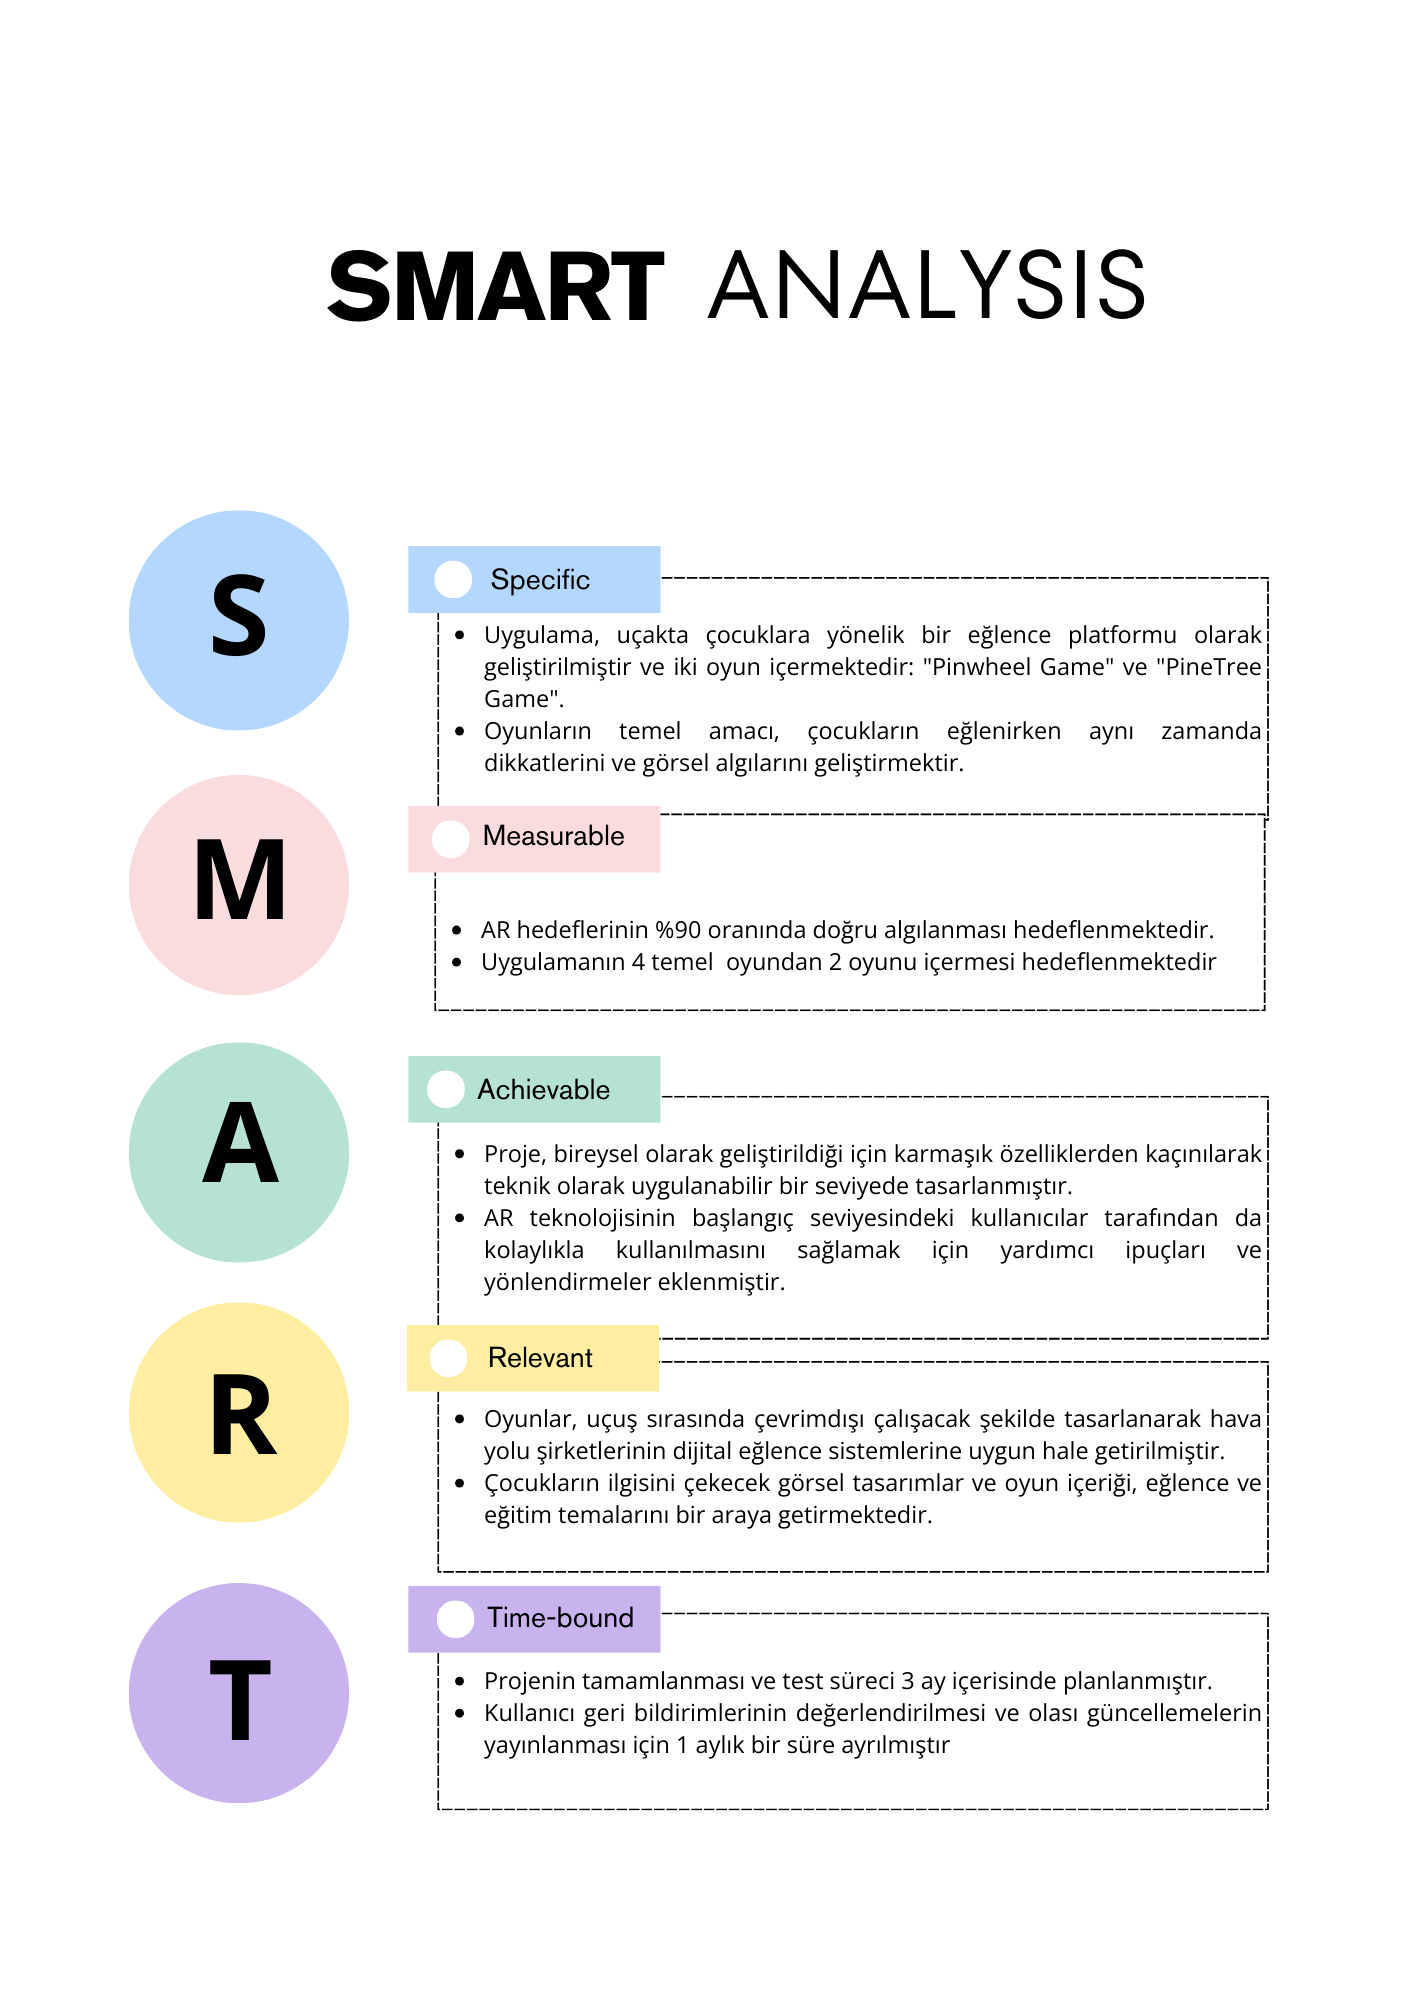 SMART ANALYSIS
S
Specific
• Uygulama, uçakta çocuklara yönelik bir eğlence platformu olarak
geliştirilmiştir ve iki oyun içermektedir: "Pinwheel Game" ve "PineTree
Game".
• Oyunların temel amacı, çocukların eğlenirken aynı zamanda
dikkatlerini ve görsel algılarını geliştirmektir.
M
Measurable
• AR hedeflerinin %90 oranında doğru algılanması hedeflenmektedir.
• Uygulamanın 4 temel  oyundan 2 oyunu içermesi hedeflenmektedir
A
Achievable
• Proje, bireysel olarak geliştirildiği için karmaşık özelliklerden kaçınılarak
teknik olarak uygulanabilir bir seviyede tasarlanmıştır.
• AR teknolojisinin başlangıç seviyesindeki kullanıcılar tarafından da
kolaylıkla kullanılmasını sağlamak için yardımcı ipuçları ve
yönlendirmeler eklenmiştir.
R
Relevant
• Oyunlar, uçuş sırasında çevrimdışı çalışacak şekilde tasarlanarak hava
yolu şirketlerinin dijital eğlence sistemlerine uygun hale getirilmiştir.
• Çocukların ilgisini çekecek görsel tasarımlar ve oyun içeriği, eğlence ve
eğitim temalarını bir araya getirmektedir.
T
Time-bound
• Projenin tamamlanması ve test süreci 3 ay içerisinde planlanmıştır.
• Kullanıcı geri bildirimlerinin değerlendirilmesi ve olası güncellemelerin
yayınlanması için 1 aylık bir süre ayrılmıştır